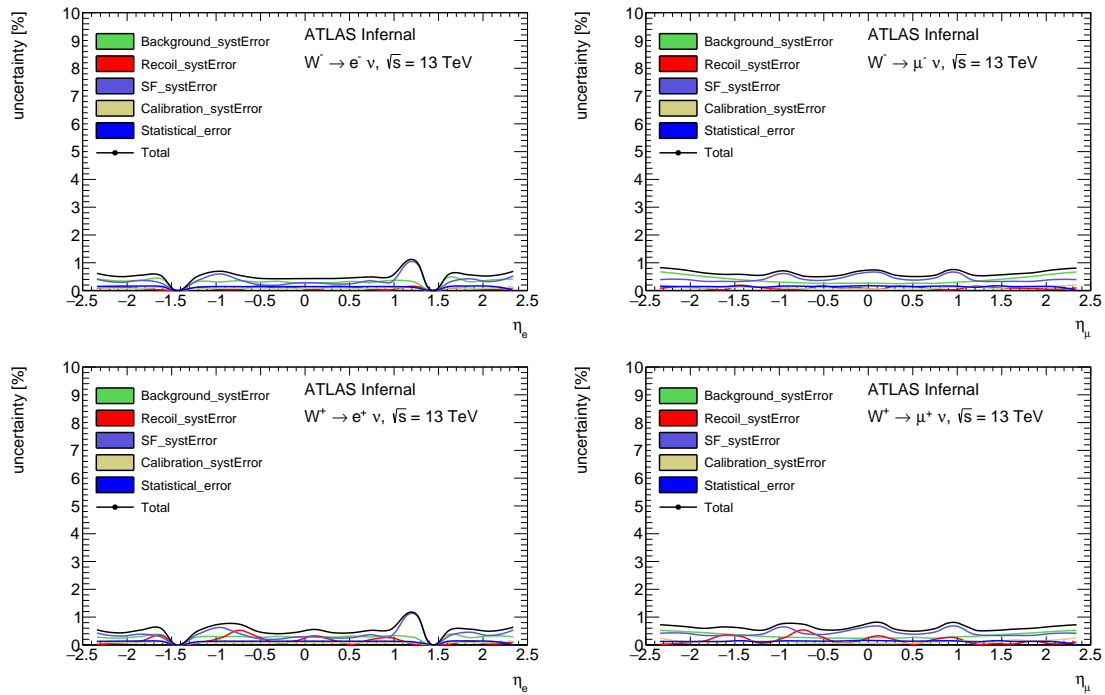 uncertainty [%]
10
9
8
7
6
5
4
3
2
1
0
Background_systError
Recoil_systError
SF_systError
Calibration_systError
Statistical_error
Total
ATLAS Infernal
W⁻ → e⁻ ν, √s = 13 TeV
−2.5 −2 −1.5 −1 −0.5 0 0.5 1 1.5 2 2.5
ηe
uncertainty [%]
10
9
8
7
6
5
4
3
2
1
0
Background_systError
Recoil_systError
SF_systError
Calibration_systError
Statistical_error
Total
ATLAS Infernal
W⁻ → μ⁻ ν, √s = 13 TeV
−2.5 −2 −1.5 −1 −0.5 0 0.5 1 1.5 2 2.5
ημ
uncertainty [%]
10
9
8
7
6
5
4
3
2
1
0
Background_systError
Recoil_systError
SF_systError
Calibration_systError
Statistical_error
Total
ATLAS Infernal
W⁺ → e⁺ ν, √s = 13 TeV
−2.5 −2 −1.5 −1 −0.5 0 0.5 1 1.5 2 2.5
ηe
uncertainty [%]
10
9
8
7
6
5
4
3
2
1
0
Background_systError
Recoil_systError
SF_systError
Calibration_systError
Statistical_error
Total
ATLAS Infernal
W⁺ → μ⁺ ν, √s = 13 TeV
−2.5 −2 −1.5 −1 −0.5 0 0.5 1 1.5 2 2.5
ημ